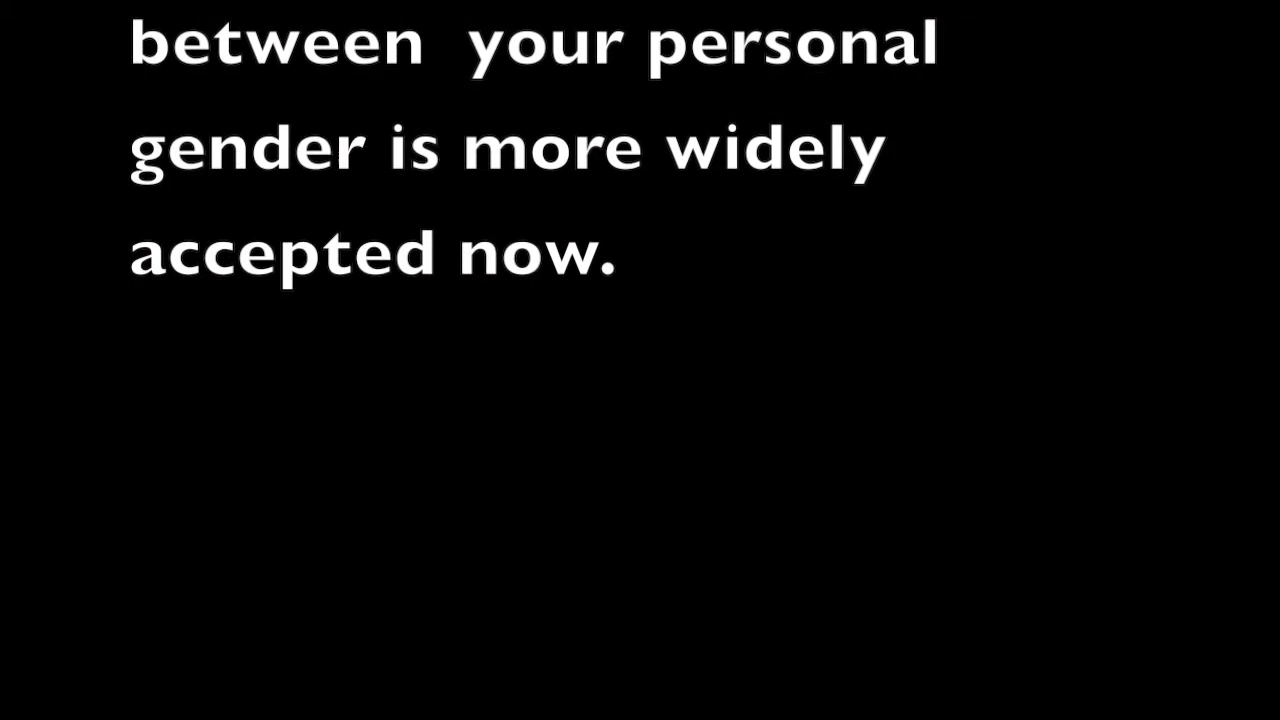 between  your personal
gender is more widely
accepted now.